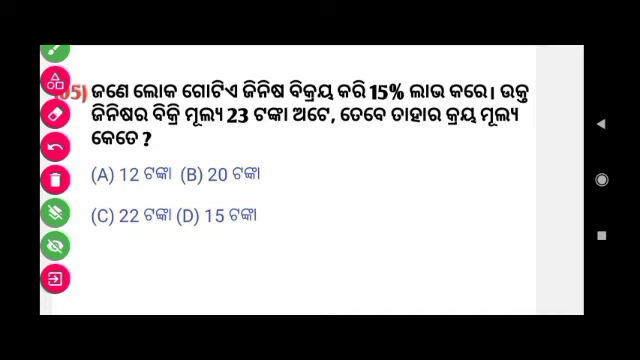 05) ଜଣେ ଲୋକ ଗୋଟିଏ ଜିନିଷ ବିକ୍ରୟ କରି 15% ଲାଭ କରେ। ଉକ୍ତ
ଜିନିଷର ବିକ୍ରି ମୂଲ୍ୟ 23 ଟଙ୍କା ଅଟେ, ତେବେ ତାହାର କ୍ରୟ ମୂଲ୍ୟ
କେତେ ?
(A) 12 ଟଙ୍କା (B) 20 ଟଙ୍କା
(C) 22 ଟଙ୍କା (D) 15 ଟଙ୍କା